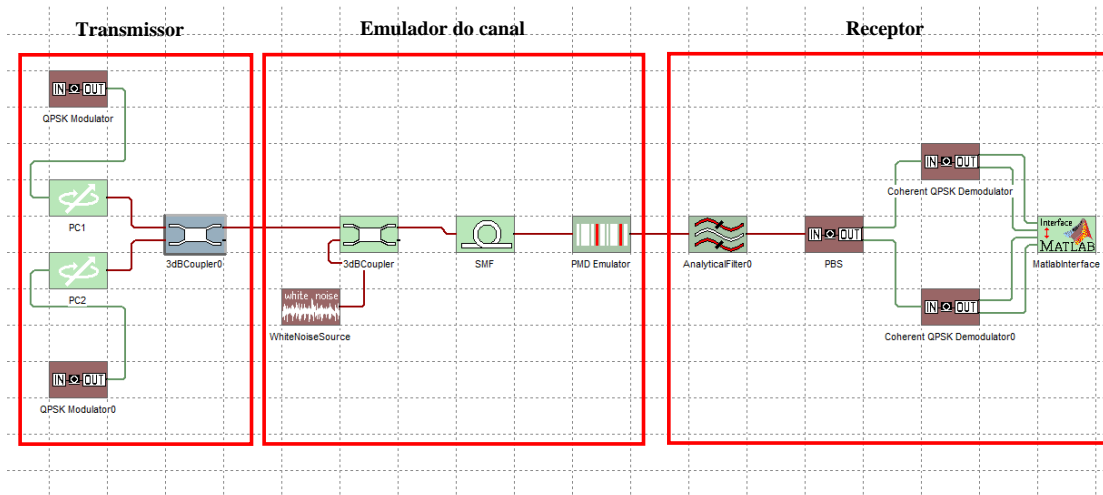 Transmissor
Emulador do canal
Receptor
IN OUT
QPSK Modulator
PC1
PC2
3dBCoupler0
IN OUT
QPSK Modulator0
3dBCoupler
white noise
WhiteNoiseSource
SMF
PMD Emulator
AnalyticalFilter0
IN OUT
PBS
IN OUT
Coherent QPSK Demodulator
IN OUT
Coherent QPSK Demodulator0
Interface
MATLAB
MatlabInterface